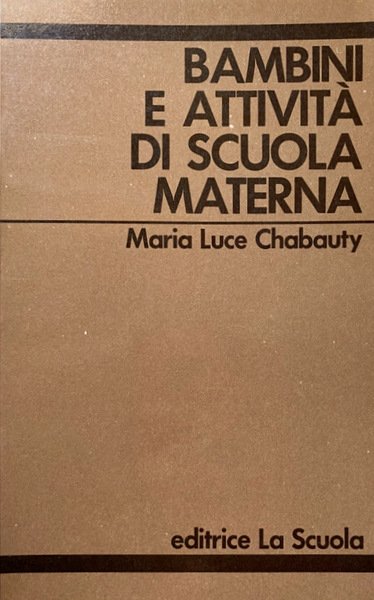 BAMBINI
E ATTIVITÀ
DI SCUOLA
MATERNA
Maria Luce Chabauty
editrice La Scuola